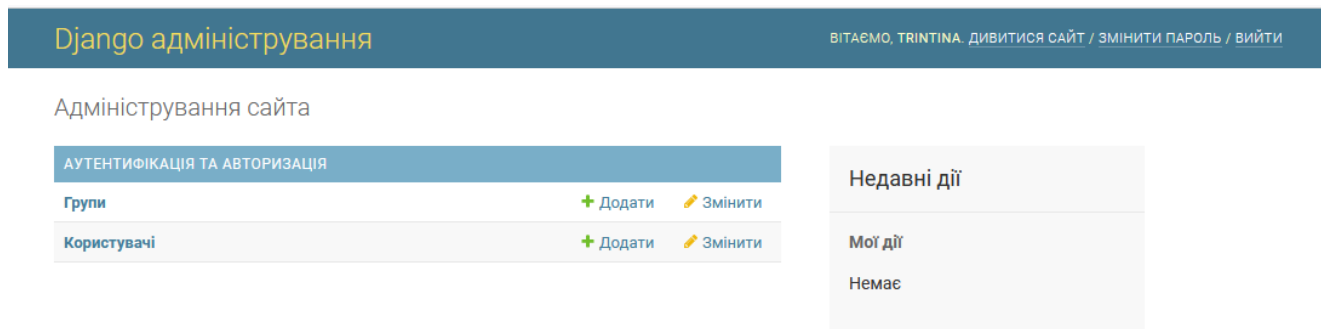 Django адміністрування
ВІТАЄМО, TRINTINA. ДИВИТИСЯ САЙТ / ЗМІНИТИ ПАРОЛЬ / ВИЙТИ
Адміністрування сайта
АУТЕНТИФІКАЦІЯ ТА АВТОРИЗАЦІЯ
Групи + Додати Змінити
Користувачі + Додати Змінити
Недавні дії
Мої дії
Немає